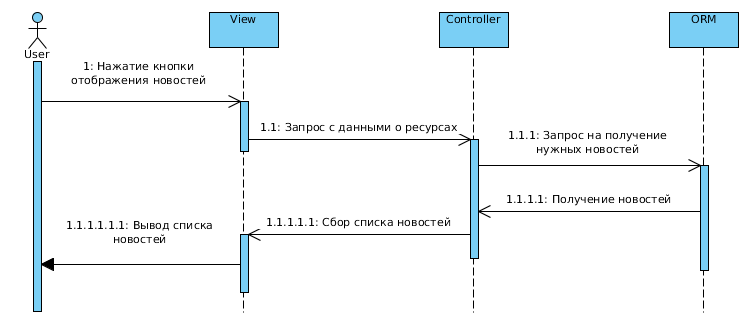 View
Controller
ORM
User
1: Нажатие кнопки
отображения новостей
1.1: Запрос с данными о ресурсах
1.1.1: Запрос на получение
нужных новостей
1.1.1.1: Получение новостей
1.1.1.1.1: Сбор списка новостей
1.1.1.1.1.1: Вывод списка
новостей